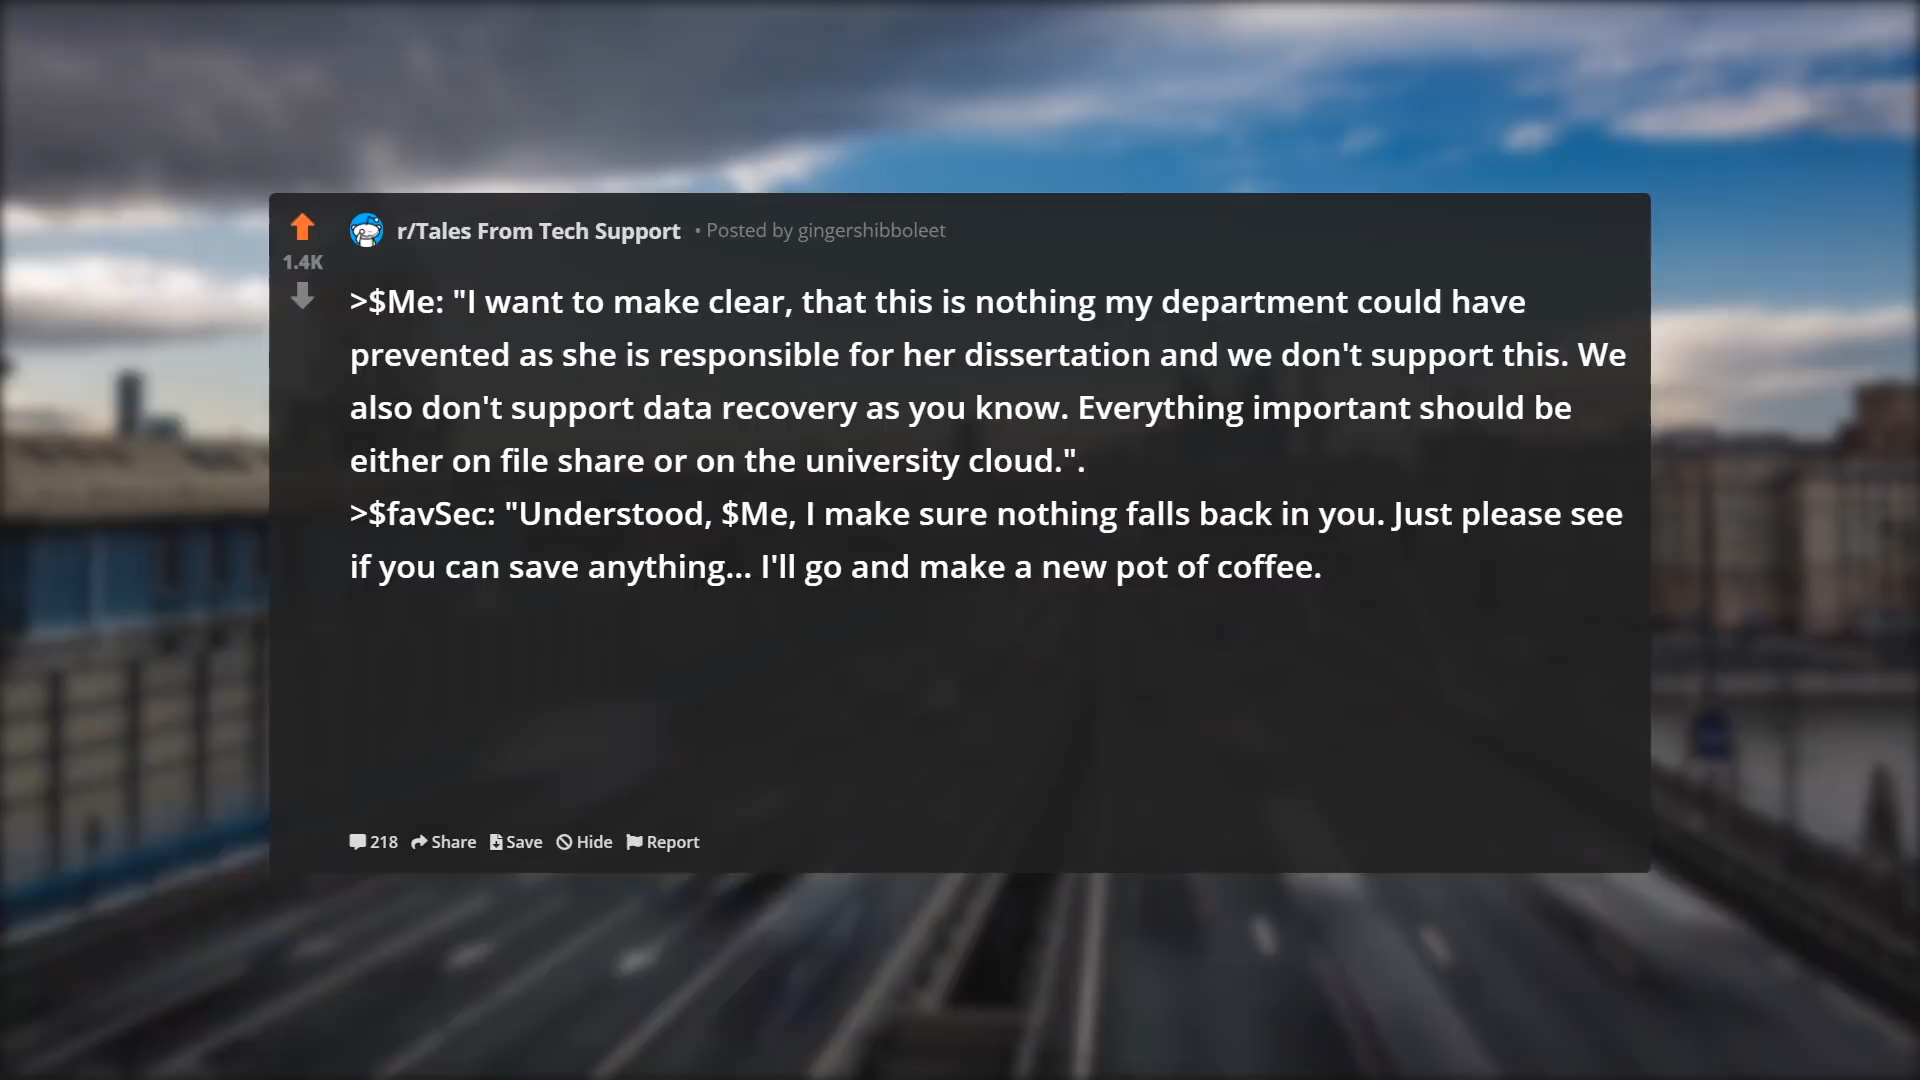 r/Tales From Tech Support • Posted by gingershibboleet
1.4K
>$Me: "I want to make clear, that this is nothing my department could have
prevented as she is responsible for her dissertation and we don't support this. We
also don't support data recovery as you know. Everything important should be
either on file share or on the university cloud.".
>$favSec: "Understood, $Me, I make sure nothing falls back in you. Just please see
if you can save anything... I'll go and make a new pot of coffee.
218 Share Save Hide Report